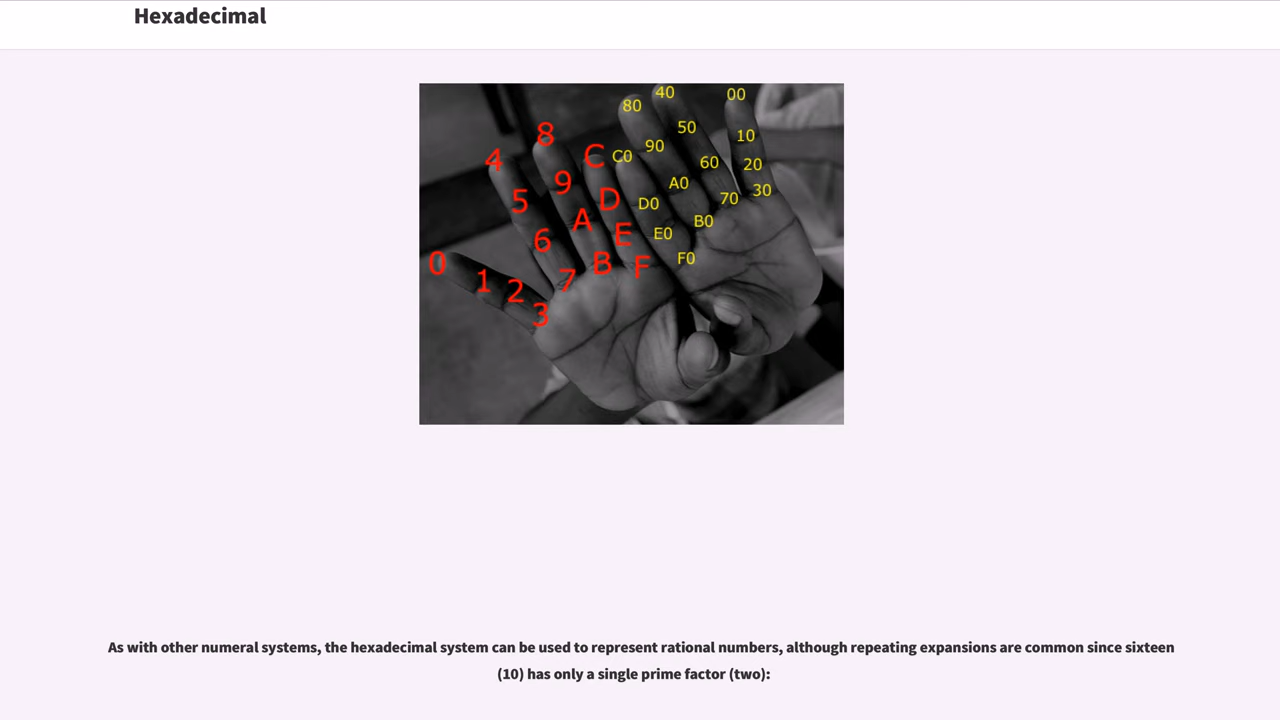 Hexadecimal
80 40 00
8 50 10
4 C C0 90 60 20
9 A0 70 30
5 D D0
A B0
6 E E0
0 7 B F F0
1 2
3
As with other numeral systems, the hexadecimal system can be used to represent rational numbers, although repeating expansions are common since sixteen
(10) has only a single prime factor (two):